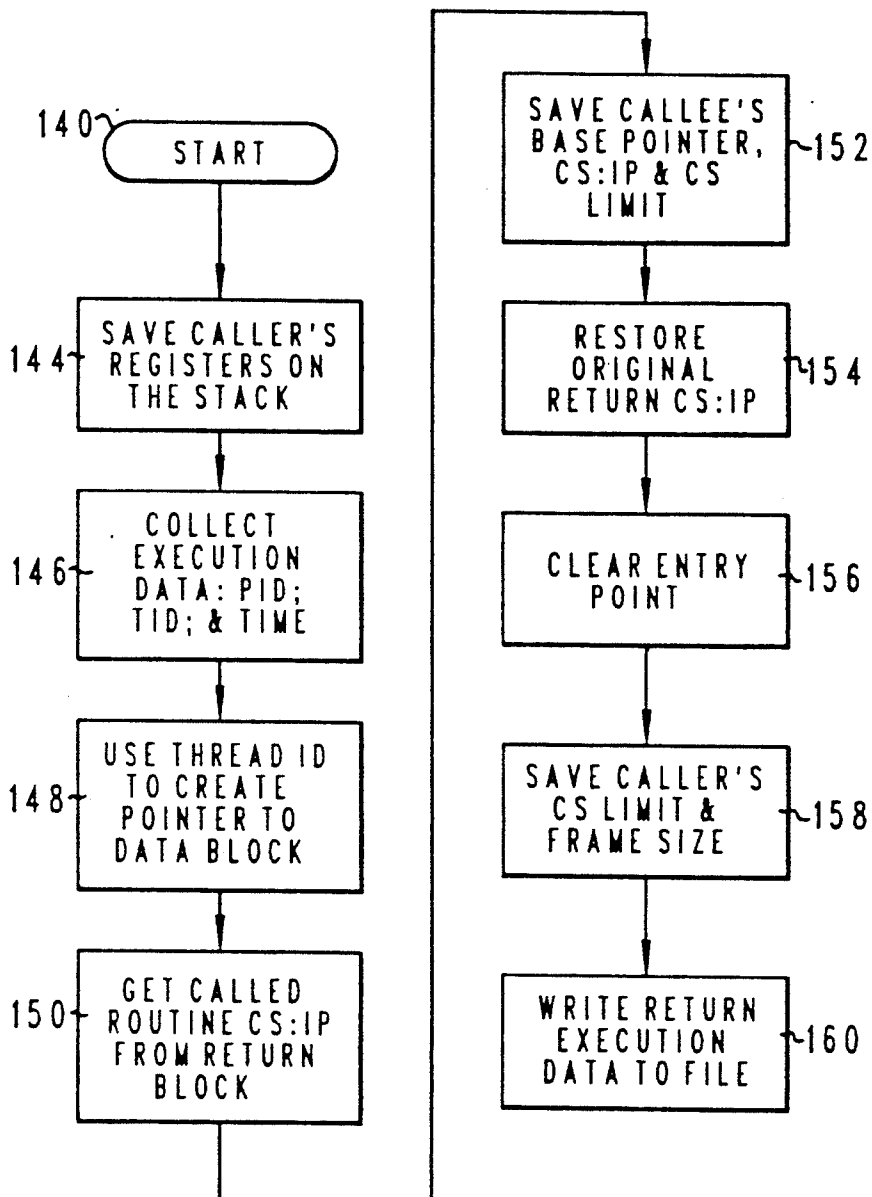 140
START
144
SAVE CALLER'S
REGISTERS ON
THE STACK
146
COLLECT
EXECUTION
DATA: PID;
TID; & TIME
148
USE THREAD ID
TO CREATE
POINTER TO
DATA BLOCK
150
GET CALLED
ROUTINE CS:IP
FROM RETURN
BLOCK
SAVE CALLEE'S
BASE POINTER,
CS:IP & CS
LIMIT
152
RESTORE
ORIGINAL
RETURN CS:IP
154
CLEAR ENTRY
POINT
156
SAVE CALLER'S
CS LIMIT &
FRAME SIZE
158
WRITE RETURN
EXECUTION
DATA TO FILE
160